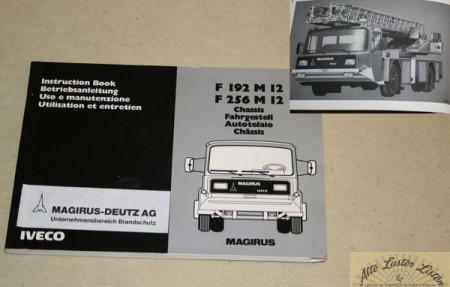 Instruction Book
Betriebsanleitung
Uso e manutenzione
Utilisation et entretien
F 192 M 12
F 256 M 12
Chassis
Fahrgestell
Autotelaio
Châssis
MAGIRUS-DEUTZ AG
Unternehmensbereich Brandschutz
IVECO
MAGIRUS
MAGIRUS
Alte Laster Listen